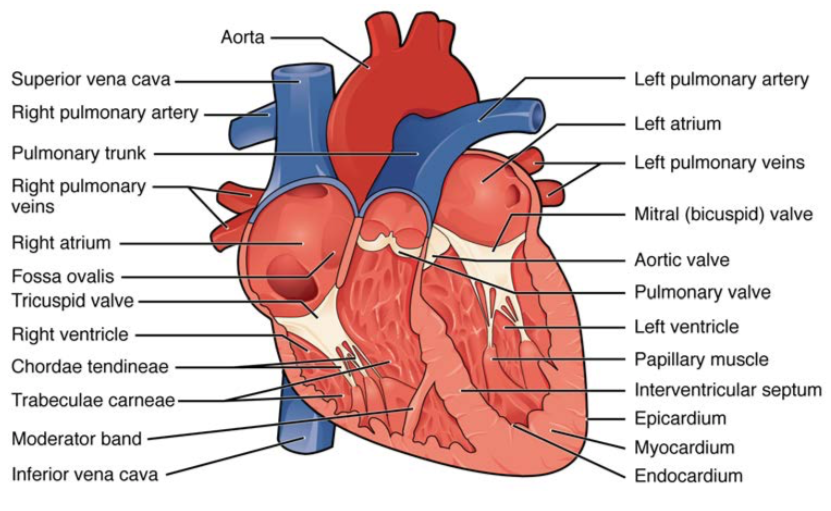 Aorta
Superior vena cava
Right pulmonary artery
Pulmonary trunk
Right pulmonary
veins
Right atrium
Fossa ovalis
Tricuspid valve
Right ventricle
Chordae tendineae
Trabeculae carneae
Moderator band
Inferior vena cava
Left pulmonary artery
Left atrium
Left pulmonary veins
Mitral (bicuspid) valve
Aortic valve
Pulmonary valve
Left ventricle
Papillary muscle
Interventricular septum
Epicardium
Myocardium
Endocardium